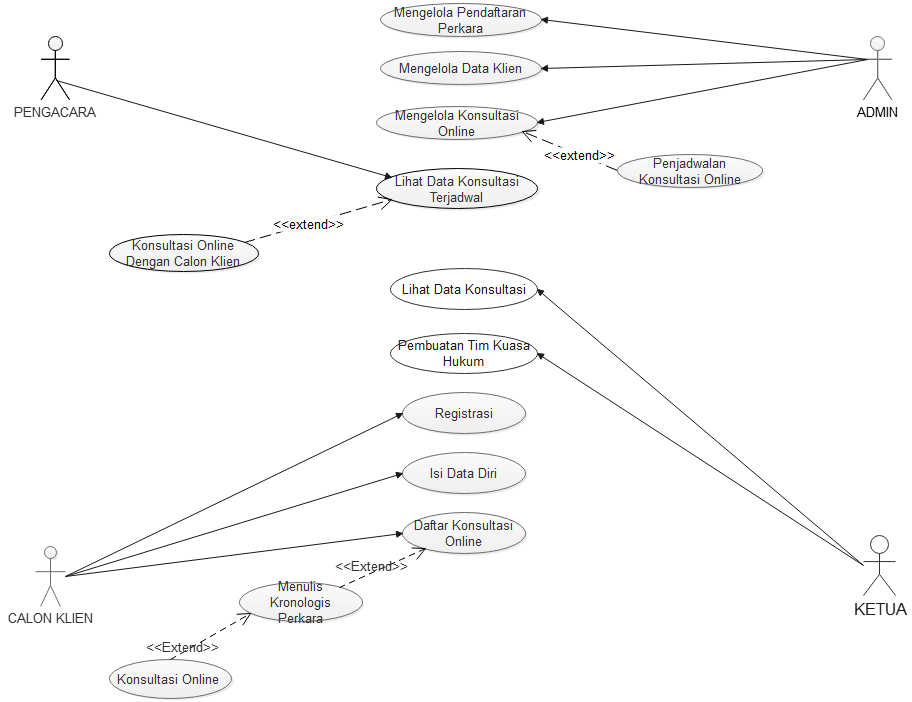 Mengelola Pendaftaran
Perkara
PENGACARA
Mengelola Data Klien
ADMIN
Mengelola Konsultasi
Online
<<extend>>
Penjadwalan
Konsultasi Online
Lihat Data Konsultasi
Terjadwal
<<extend>>
Konsultasi Online
Dengan Calon Klien
Lihat Data Konsultasi
Pembuatan Tim Kuasa
Hukum
Registrasi
Isi Data Diri
Daftar Konsultasi
Online
<<Extend>>
Menulis
Kronologis
Perkara
CALON KLIEN
KETUA
<<Extend>>
Konsultasi Online